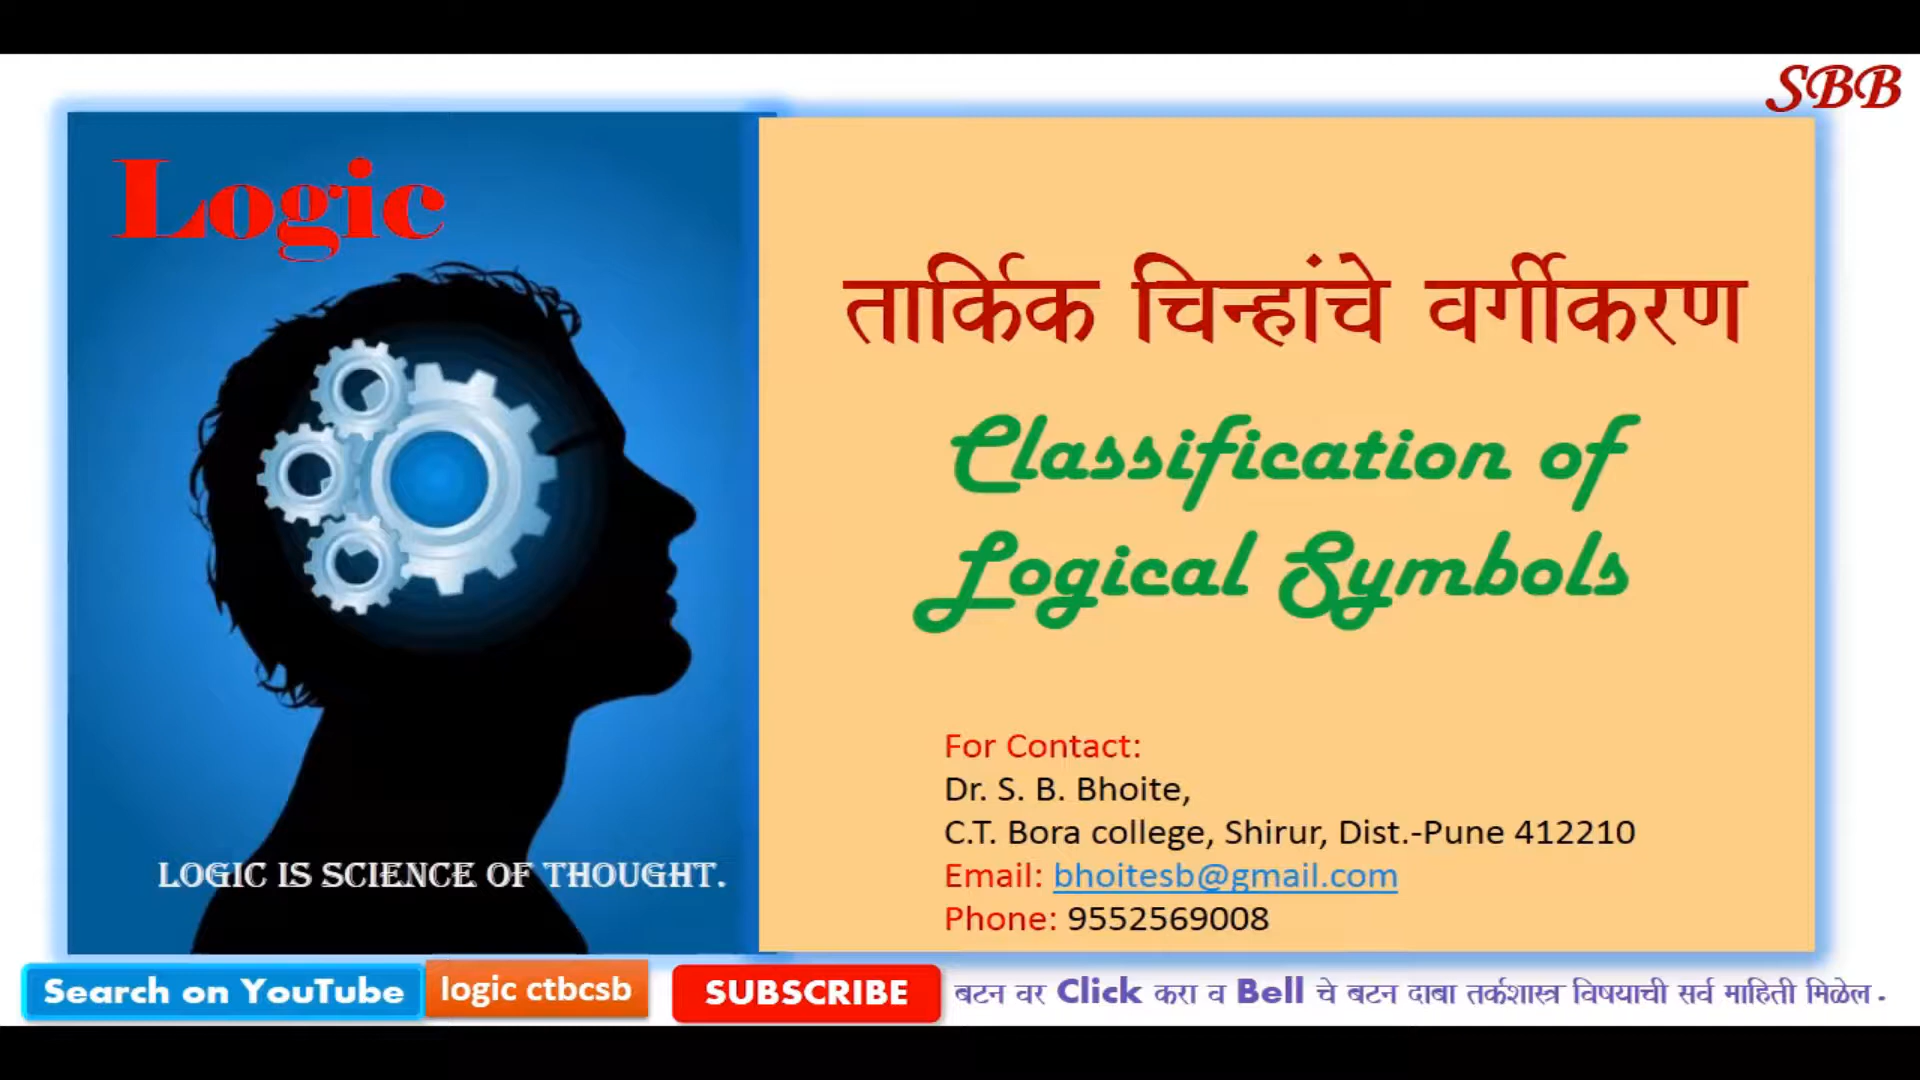 SBB
Logic
LOGIC IS SCIENCE OF THOUGHT.
तार्किक चिन्हांचे वर्गीकरण
Classification of
Logical Symbols
For Contact:
Dr. S. B. Bhoite,
C.T. Bora college, Shirur, Dist.-Pune 412210
Email: bhoitesb@gmail.com
Phone: 9552569008
Search on YouTube logic ctbcsb SUBSCRIBE बटन वर Click करा व Bell चे बटन दाबा तर्कशास्त्र विषयाची सर्व माहिती मिळेल.